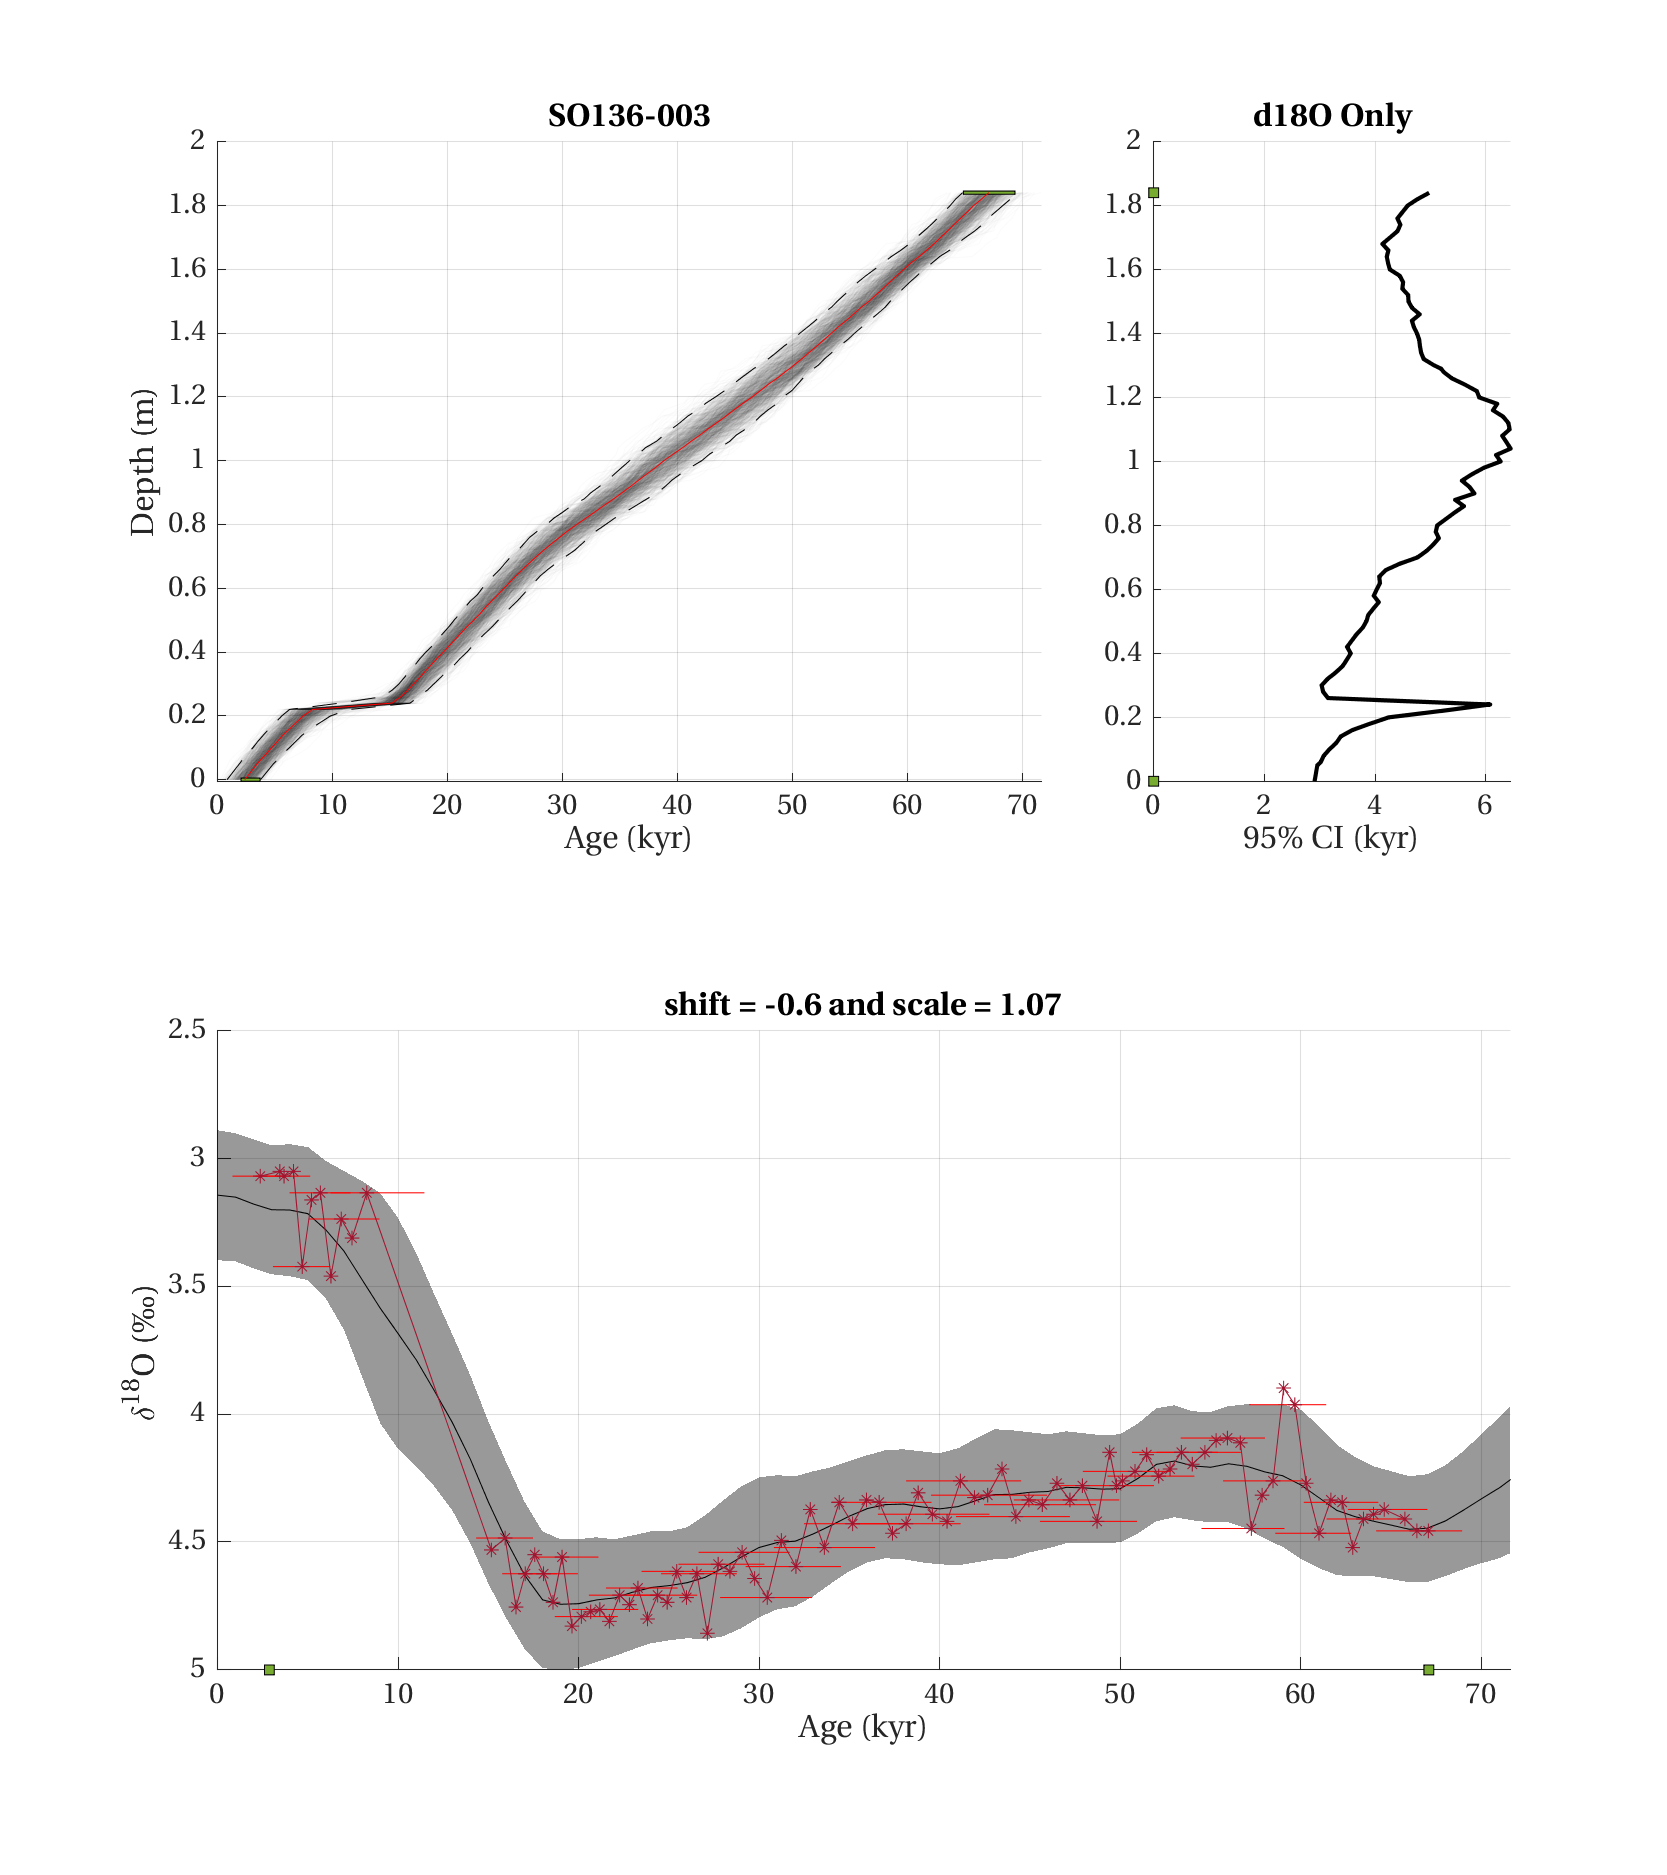 SO136-003
d18O Only
2
1.8
1.6
1.4
1.2
1
0.8
0.6
0.4
0.2
0
Depth (m)
0 10 20 30 40 50 60 70
Age (kyr)
2
1.8
1.6
1.4
1.2
1
0.8
0.6
0.4
0.2
0
0 2 4 6
95% CI (kyr)
shift = -0.6 and scale = 1.07
2.5
3
3.5
4
4.5
5
δ¹⁸O (‰)
0 10 20 30 40 50 60 70
Age (kyr)